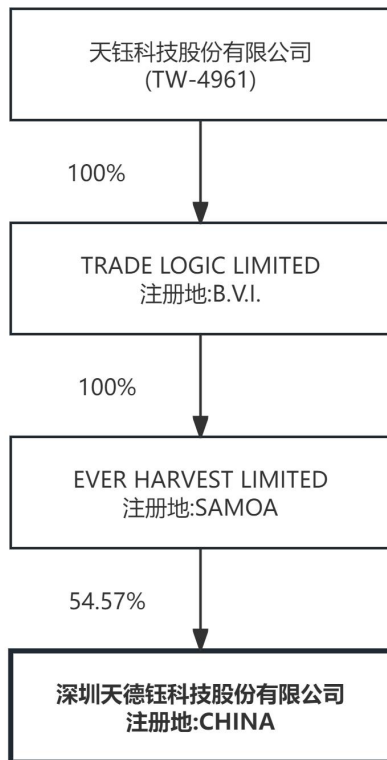 天钰科技股份有限公司
(TW-4961)
100%
TRADE LOGIC LIMITED
注册地:B.V.I.
100%
EVER HARVEST LIMITED
注册地:SAMOA
54.57%
深圳天德钰科技股份有限公司
注册地:CHINA